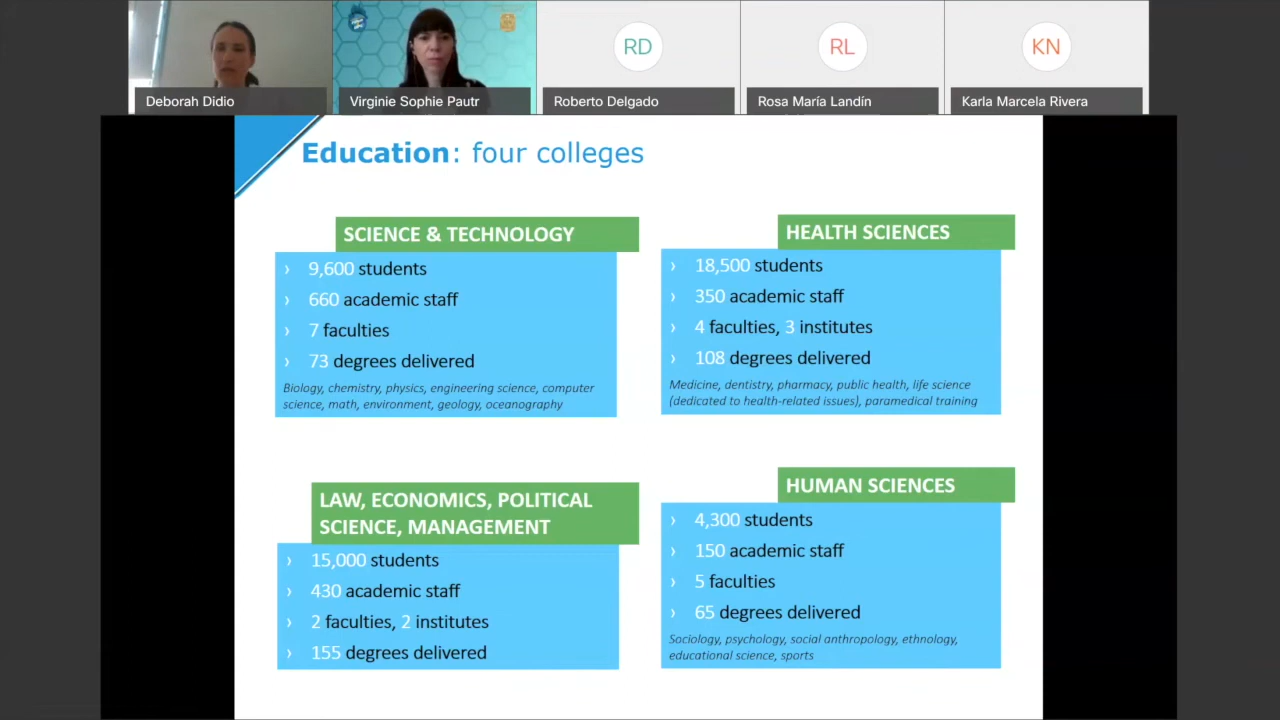 RD
RL
KN
Deborah Didio
Virginie Sophie Pautr
Roberto Delgado
Rosa María Landín
Karla Marcela Rivera
Education: four colleges
SCIENCE & TECHNOLOGY
› 9,600 students
› 660 academic staff
› 7 faculties
› 73 degrees delivered
Biology, chemistry, physics, engineering science, computer
science, math, environment, geology, oceanography
HEALTH SCIENCES
› 18,500 students
› 350 academic staff
› 4 faculties, 3 institutes
› 108 degrees delivered
Medicine, dentistry, pharmacy, public health, life science
(dedicated to health-related issues), paramedical training
LAW, ECONOMICS, POLITICAL
SCIENCE, MANAGEMENT
› 15,000 students
› 430 academic staff
› 2 faculties, 2 institutes
› 155 degrees delivered
HUMAN SCIENCES
› 4,300 students
› 150 academic staff
› 5 faculties
› 65 degrees delivered
Sociology, psychology, social anthropology, ethnology,
educational science, sports